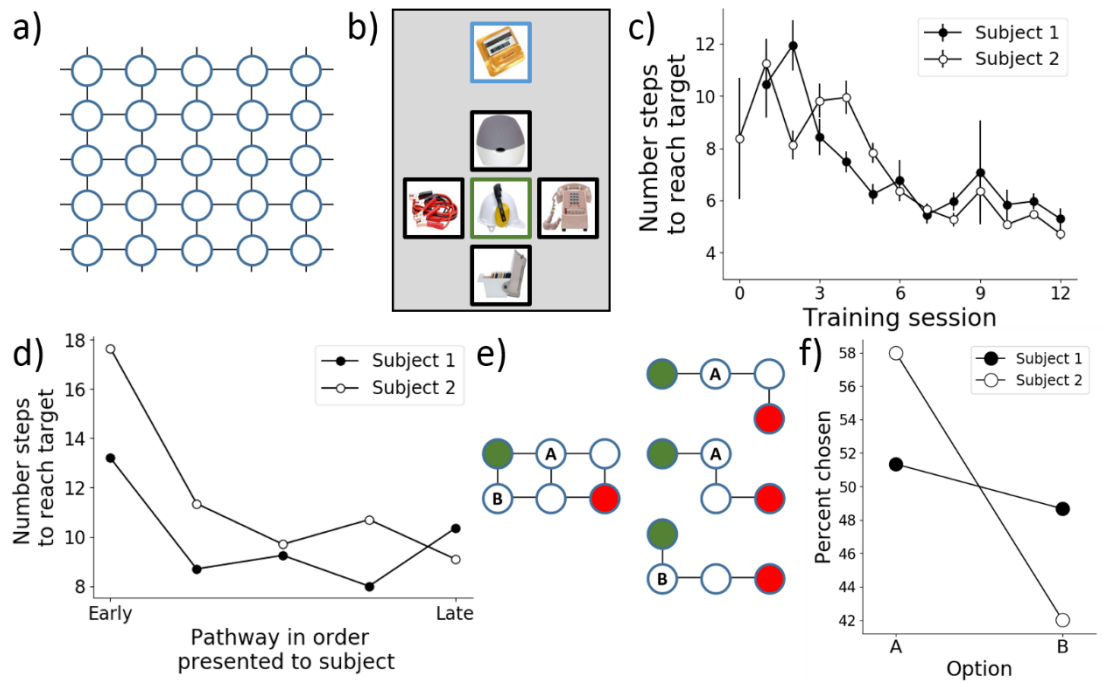 a)
b)
c)
Number steps
to reach target
12
10
8
6
4
0
3
6
9
12
Training session
Subject 1
Subject 2
d)
Number steps
to reach target
18
16
14
12
10
8
Early
Late
Pathway in order
presented to subject
Subject 1
Subject 2
e)
A
B
A
A
B
f)
Percent chosen
58
56
54
52
50
48
46
44
42
A
B
Option
Subject 1
Subject 2